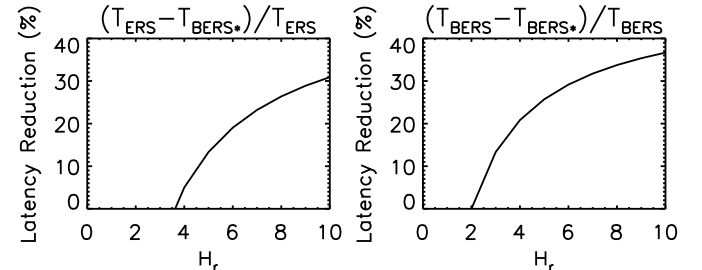 (T_ERS−T_BERS*)/T_ERS
Latency Reduction (%)
40
30
20
10
0
0 2 4 6 8 10
H_r
(T_BERS−T_BERS*)/T_BERS
Latency Reduction (%)
40
30
20
10
0
0 2 4 6 8 10
H_r